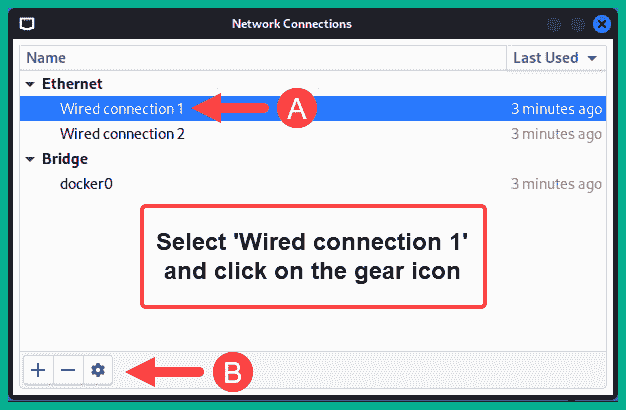 Network Connections
Name Last Used
Ethernet
Wired connection 1 A 3 minutes ago
Wired connection 2 3 minutes ago
Bridge
docker0 3 minutes ago
Select 'Wired connection 1'
and click on the gear icon
B